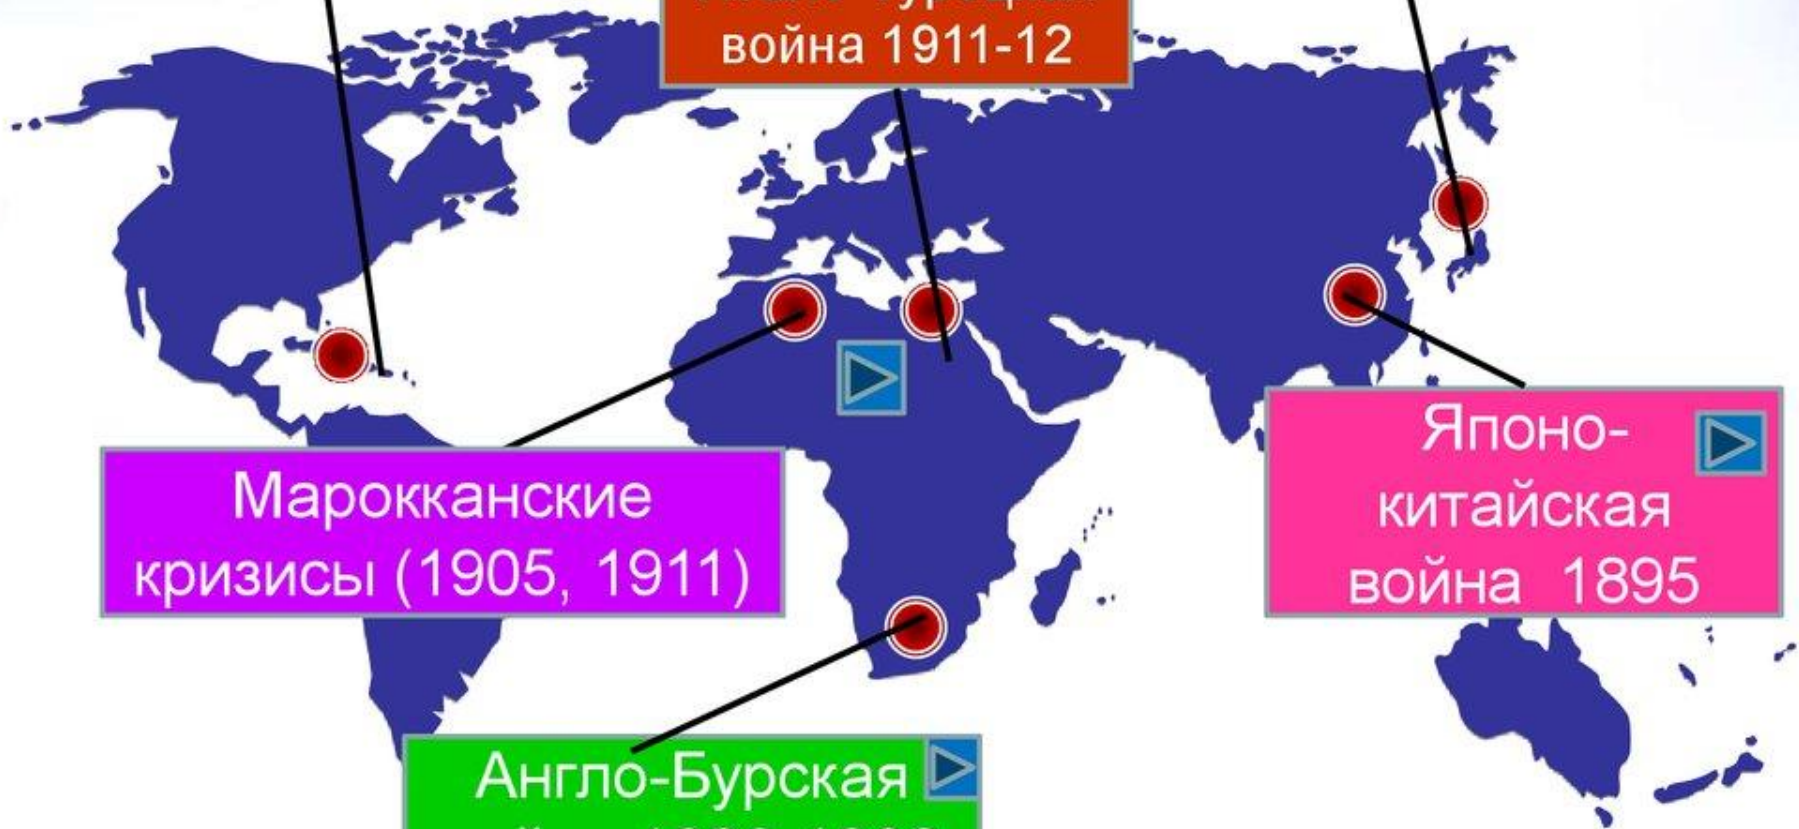 война 1911-12
Марокканские
кризисы (1905, 1911)
Японо-
китайская
война 1895
Англо-Бурская